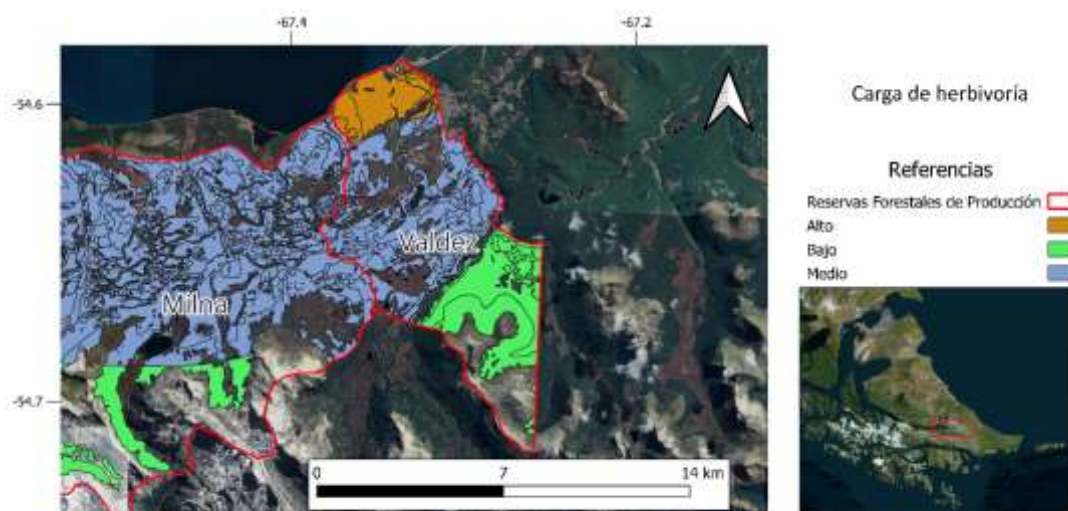 -67.4
-67.2
-54.6
-54.7
Milna
Valdez
0 7 14 km
Carga de herbivoría
Referencias
Reservas Forestales de Producción
Alto
Bajo
Medio